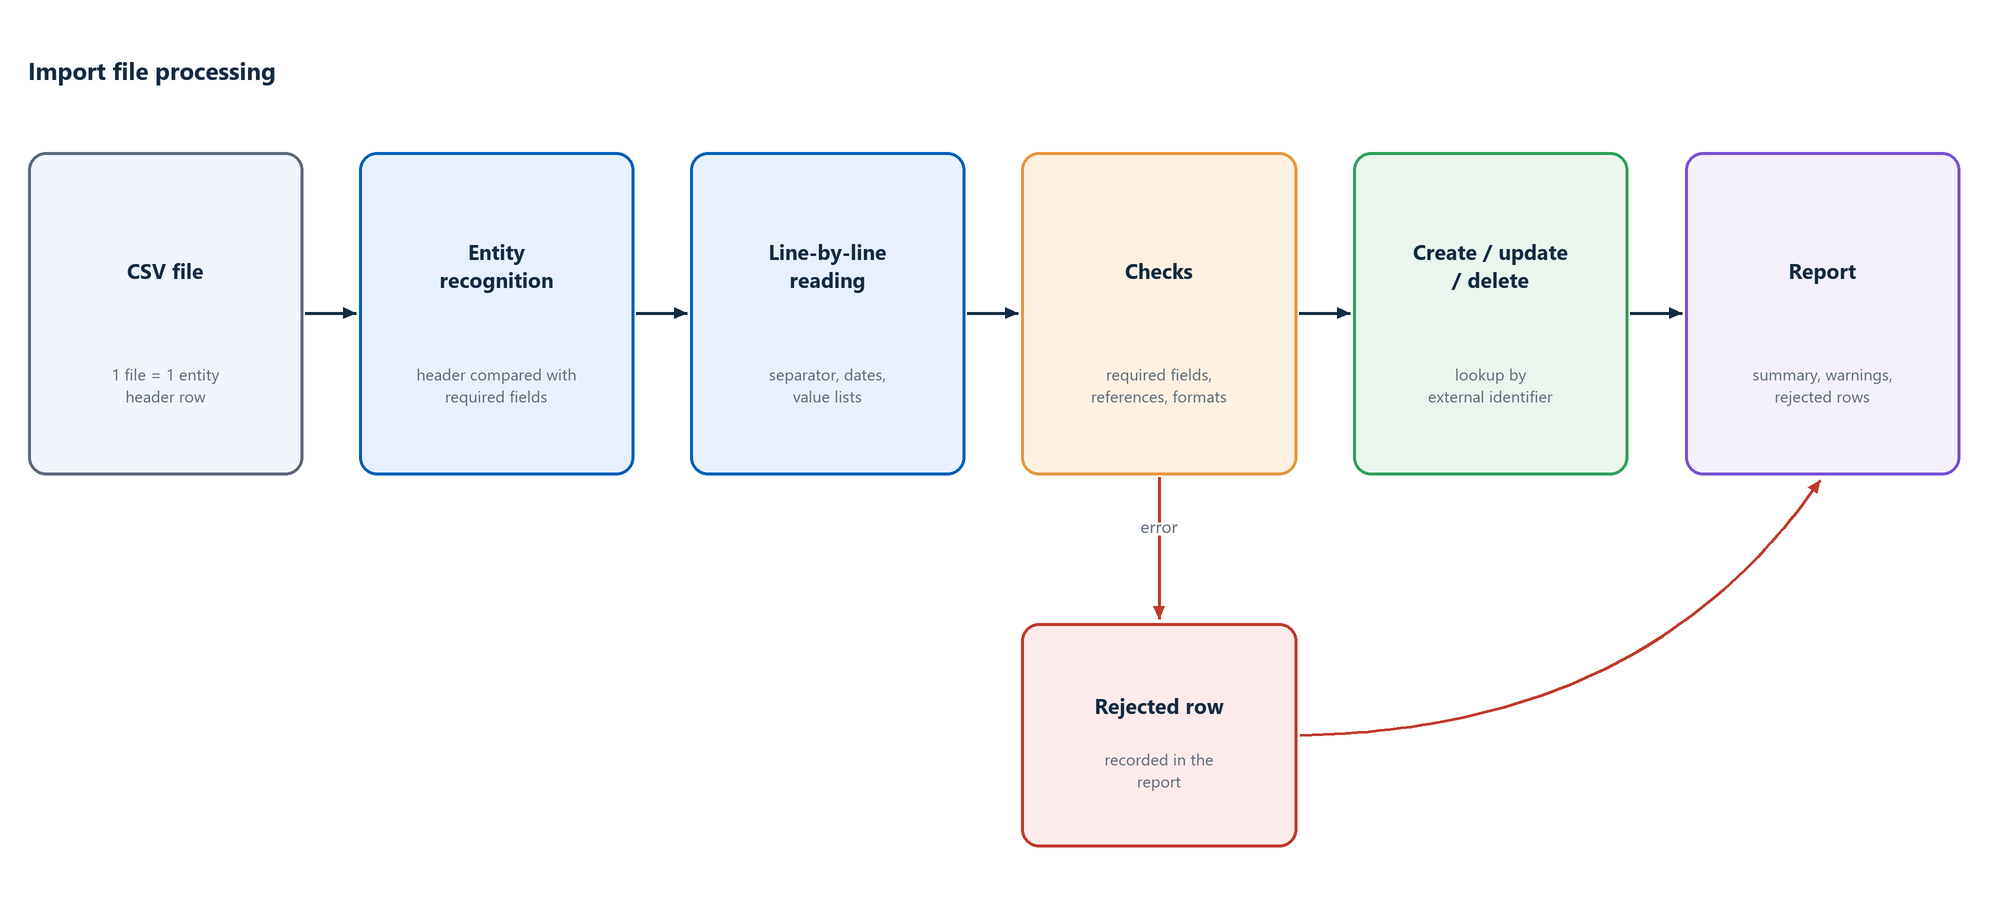 Import file processing
CSV file
1 file = 1 entity
header row
Entity
recognition
header compared with
required fields
Line-by-line
reading
separator, dates,
value lists
Checks
required fields,
references, formats
Create / update
/ delete
lookup by
external identifier
Report
summary, warnings,
rejected rows
error
Rejected row
recorded in the
report